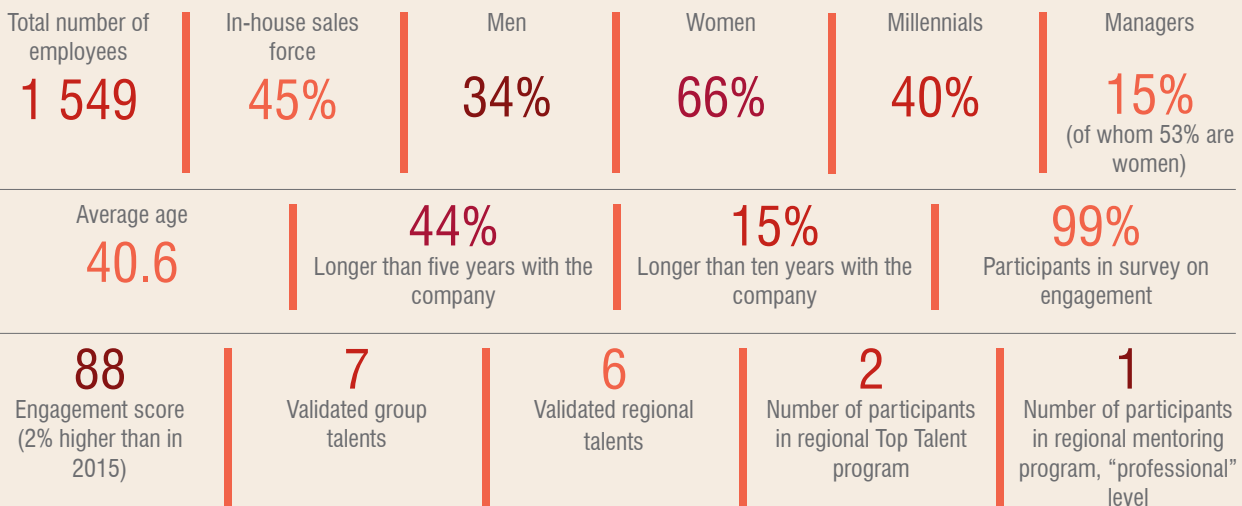 Total number of
employees
1 549
In-house sales
force
45%
Men
34%
Women
66%
Millennials
40%
Managers
15%
(of whom 53% are
women)
Average age
40.6
44%
Longer than five years with the
company
15%
Longer than ten years with the
company
99%
Participants in survey on
engagement
88
Engagement score
(2% higher than in
2015)
7
Validated group
talents
6
Validated regional
talents
2
Number of participants
in regional Top Talent
program
1
Number of participants
in regional mentoring
program, “professional”
level